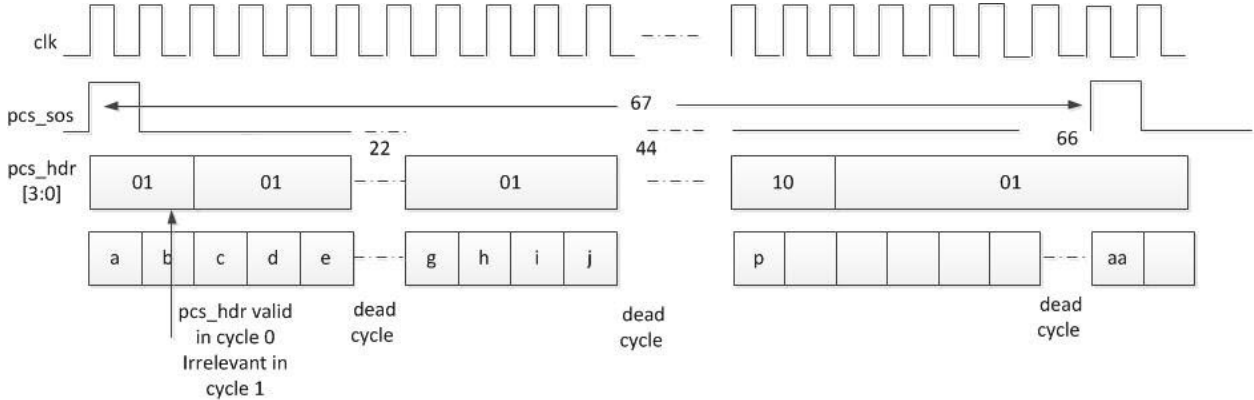 clk
pcs_sos
67
22
44
66
pcs_hdr
[3:0]
01
01
01
10
01
a
b
c
d
e
g
h
i
j
p
aa
pcs_hdr valid
in cycle 0
Irrelevant in
cycle 1
dead
cycle
dead
cycle
dead
cycle